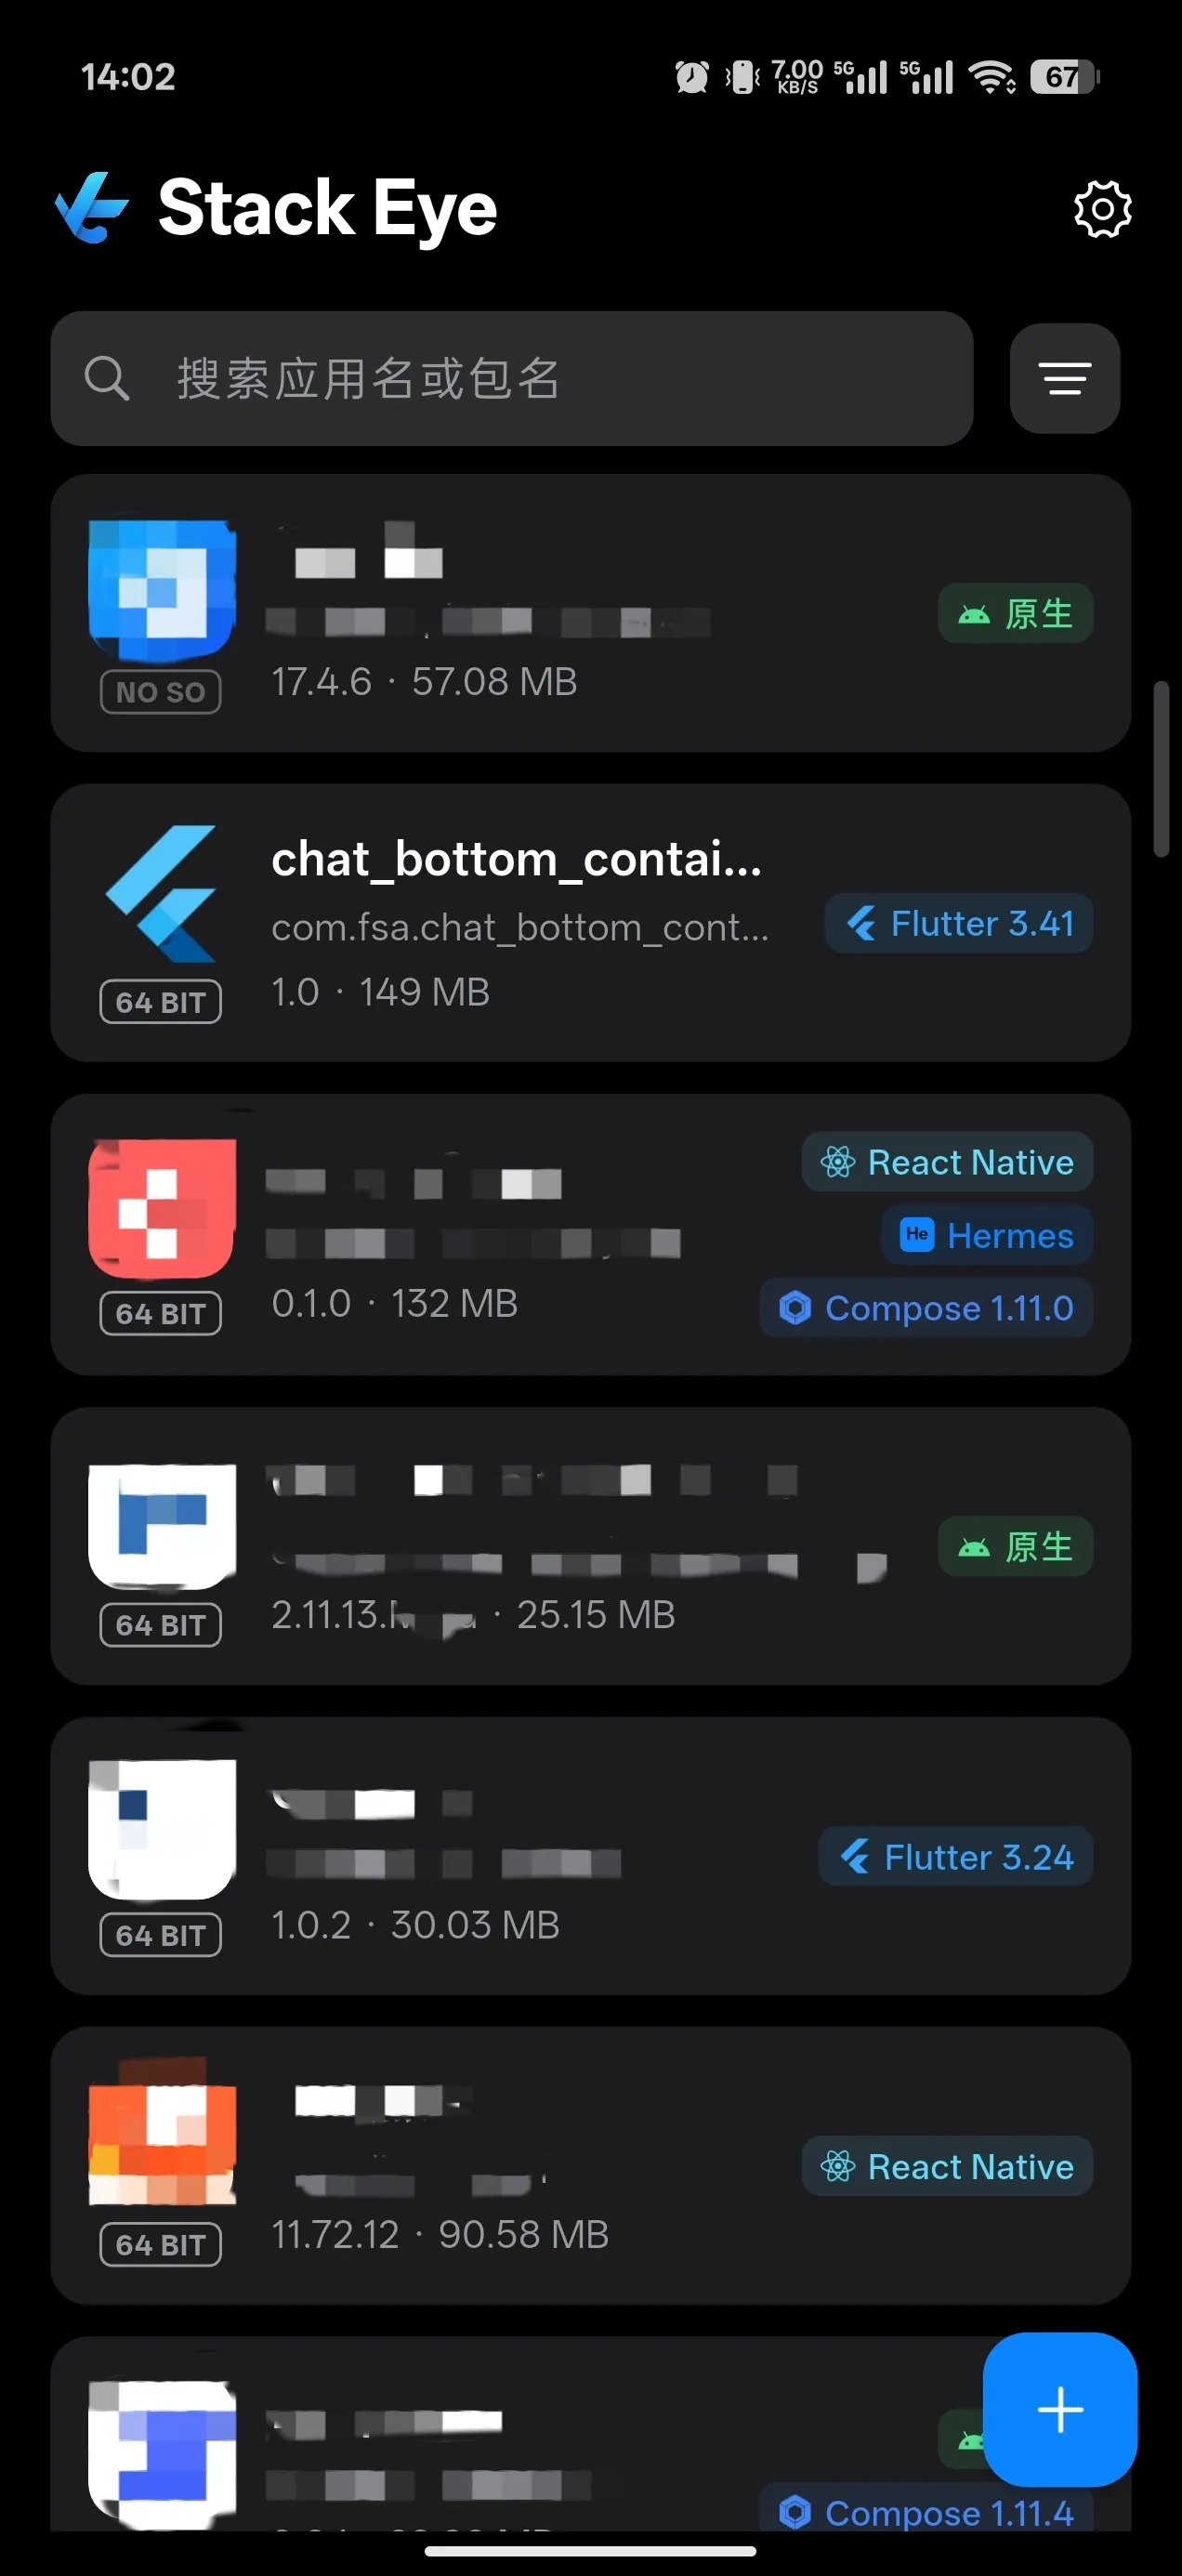 14:02
7.00
KB/S
5G
5G
67
Stack Eye
搜索应用名或包名
原生
17.4.6 · 57.08 MB
NO SO
chat_bottom_contai...
com.fsa.chat_bottom_cont...
Flutter 3.41
1.0 · 149 MB
64 BIT
React Native
He Hermes
0.1.0 · 132 MB
Compose 1.11.0
64 BIT
原生
2.11.13. · 25.15 MB
64 BIT
Flutter 3.24
1.0.2 · 30.03 MB
64 BIT
React Native
11.72.12 · 90.58 MB
64 BIT
Compose 1.11.4